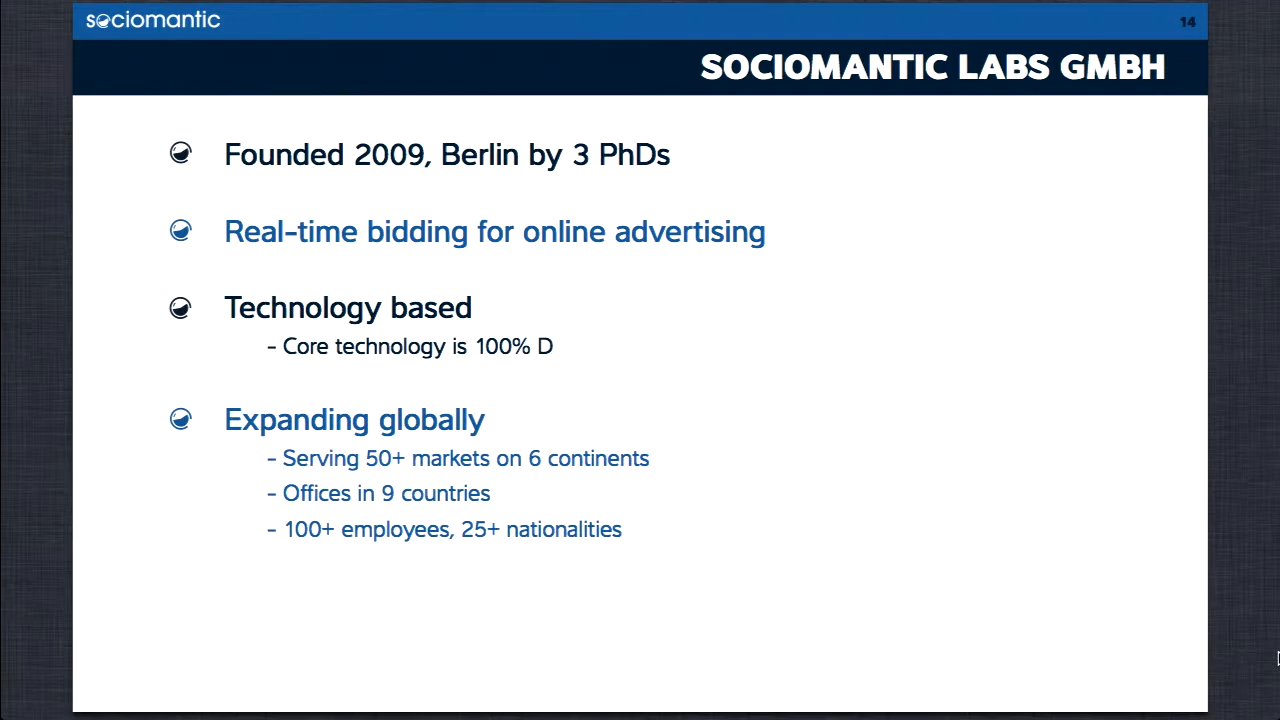 sociomantic
14
SOCIOMANTIC LABS GMBH
Founded 2009, Berlin by 3 PhDs
Real-time bidding for online advertising
Technology based
- Core technology is 100% D
Expanding globally
- Serving 50+ markets on 6 continents
- Offices in 9 countries
- 100+ employees, 25+ nationalities